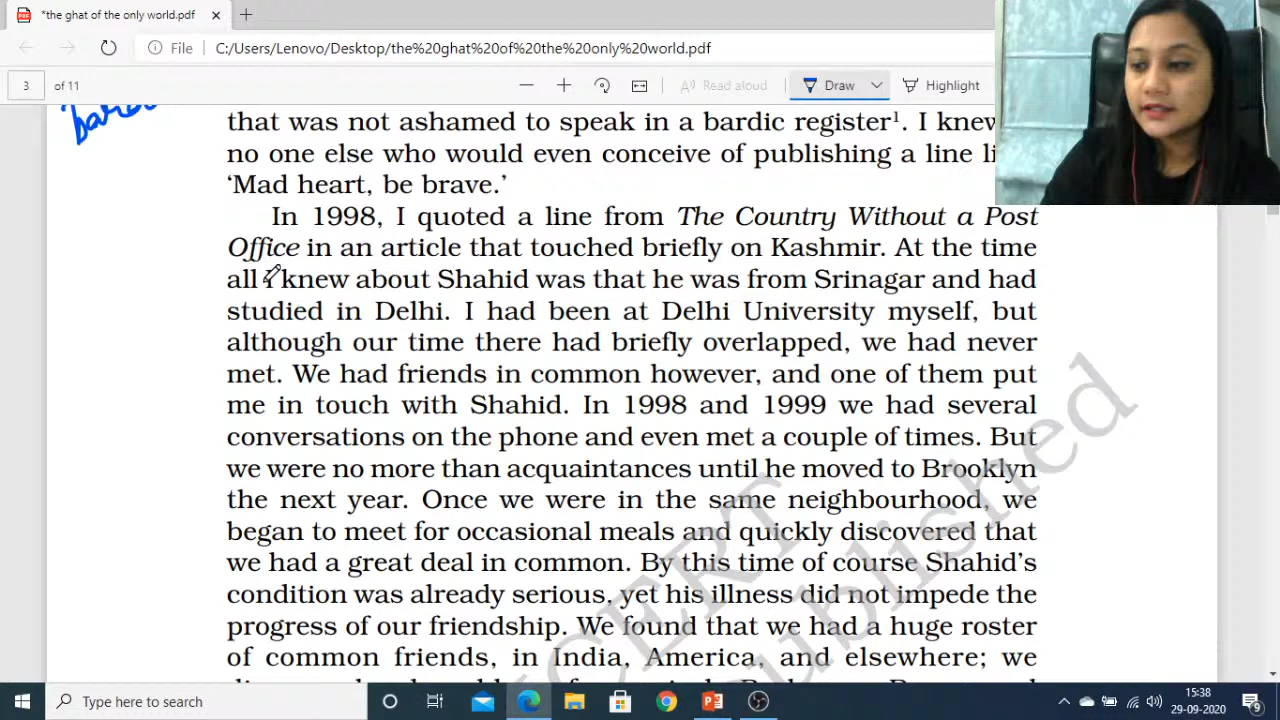 *the ghat of the only world.pdf
File C:/Users/Lenovo/Desktop/the%20ghat%20of%20the%20only%20world.pdf
3 of 11 Read aloud Draw Highlight
that was not ashamed to speak in a bardic register¹. I knew
no one else who would even conceive of publishing a line li
‘Mad heart, be brave.’
In 1998, I quoted a line from The Country Without a Post
Office in an article that touched briefly on Kashmir. At the time
all I knew about Shahid was that he was from Srinagar and had
studied in Delhi. I had been at Delhi University myself, but
although our time there had briefly overlapped, we had never
met. We had friends in common however, and one of them put
me in touch with Shahid. In 1998 and 1999 we had several
conversations on the phone and even met a couple of times. But
we were no more than acquaintances until he moved to Brooklyn
the next year. Once we were in the same neighbourhood, we
began to meet for occasional meals and quickly discovered that
we had a great deal in common. By this time of course Shahid’s
condition was already serious, yet his illness did not impede the
progress of our friendship. We found that we had a huge roster
of common friends, in India, America, and elsewhere; we
Type here to search
15:38
29-09-2020
9